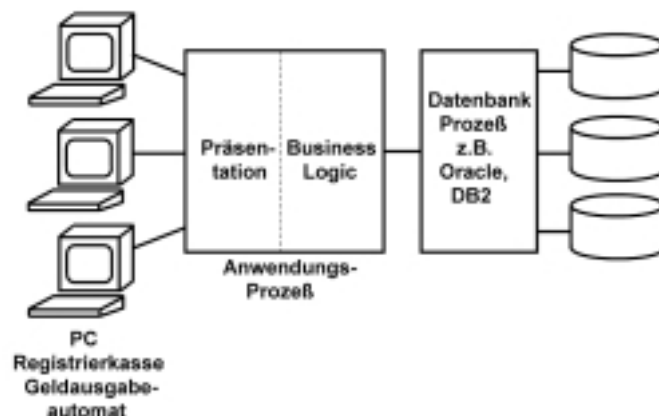 Präsen-
tation
Business
Logic
Anwendungs-
Prozeß
Datenbank
Prozeß
z.B.
Oracle,
DB2
PC
Registrierkasse
Geldausgabe-
automat